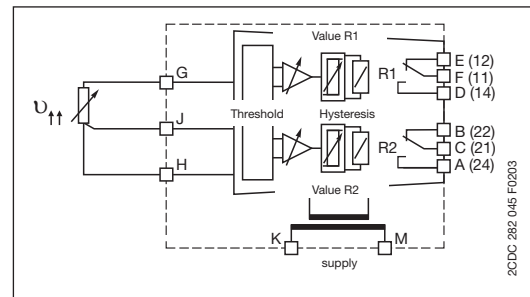 Value R1
G
R1
E (12)
F (11)
D (14)
J
Threshold
Hysteresis
H
R2
B (22)
C (21)
A (24)
Value R2
K
M
supply
ʋ↑↑
2CDC 282 045 F0203